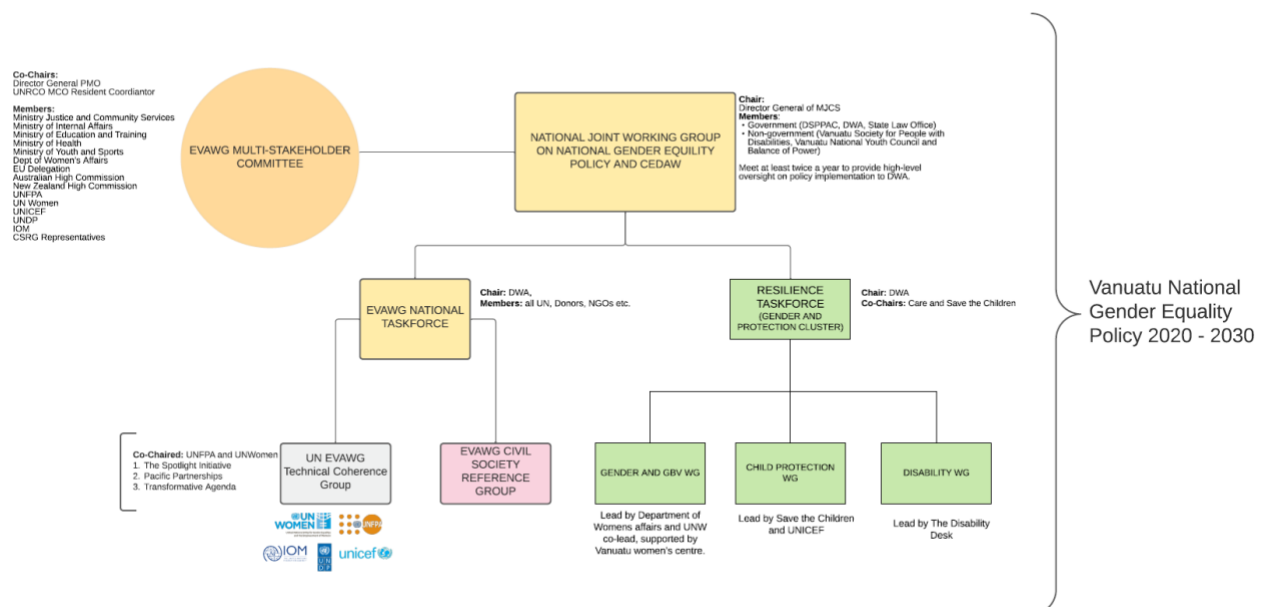 Co-Chairs:
Director General PMO
UNRCO MCO Resident Coordiantor
Members:
Ministry Justice and Community Services
Ministry of Internal Affairs
Ministry of Education and Training
Ministry of Health
Ministry of Youth and Sports
Dept of Women's Affairs
EU Delegation
Australian High Commission
New Zealand High Commission
UNFPA
UN Women
UNICEF
UNDP
IOM
CSRG Representatives
EVAWG MULTI-STAKEHOLDER
COMMITTEE
NATIONAL JOINT WORKING GROUP
ON NATIONAL GENDER EQUILITY
POLICY AND CEDAW
Chair:
Director General of MJCS
Members:
• Government (DSPPAC, DWA, State Law Office)
• Non-government (Vanuatu Society for People with
Disabilities, Vanuatu National Youth Council and
Balance of Power)
Meet at least twice a year to provide high-level
oversight on policy implementation to DWA.
EVAWG NATIONAL
TASKFORCE
Chair: DWA,
Members: all UN, Donors, NGOs etc.
RESILIENCE
TASKFORCE
(GENDER AND
PROTECTION CLUSTER)
Chair: DWA
Co-Chairs: Care and Save the Children
Vanuatu National
Gender Equality
Policy 2020 - 2030
Co-Chaired: UNFPA and UNWomen
1. The Spotlight Initiative
2. Pacific Partnerships
3. Transformative Agenda
UN EVAWG
Technical Coherence
Group
EVAWG CIVIL
SOCIETY
REFERENCE
GROUP
GENDER AND GBV WG
CHILD PROTECTION
WG
DISABILITY WG
Lead by Department of
Womens affairs and UNW
co-lead, supported by
Vanuatu women's centre.
Lead by Save the Children
and UNICEF
Lead by The Disability
Desk
UN
WOMEN
UNFPA
IOM
UN
DP
unicef